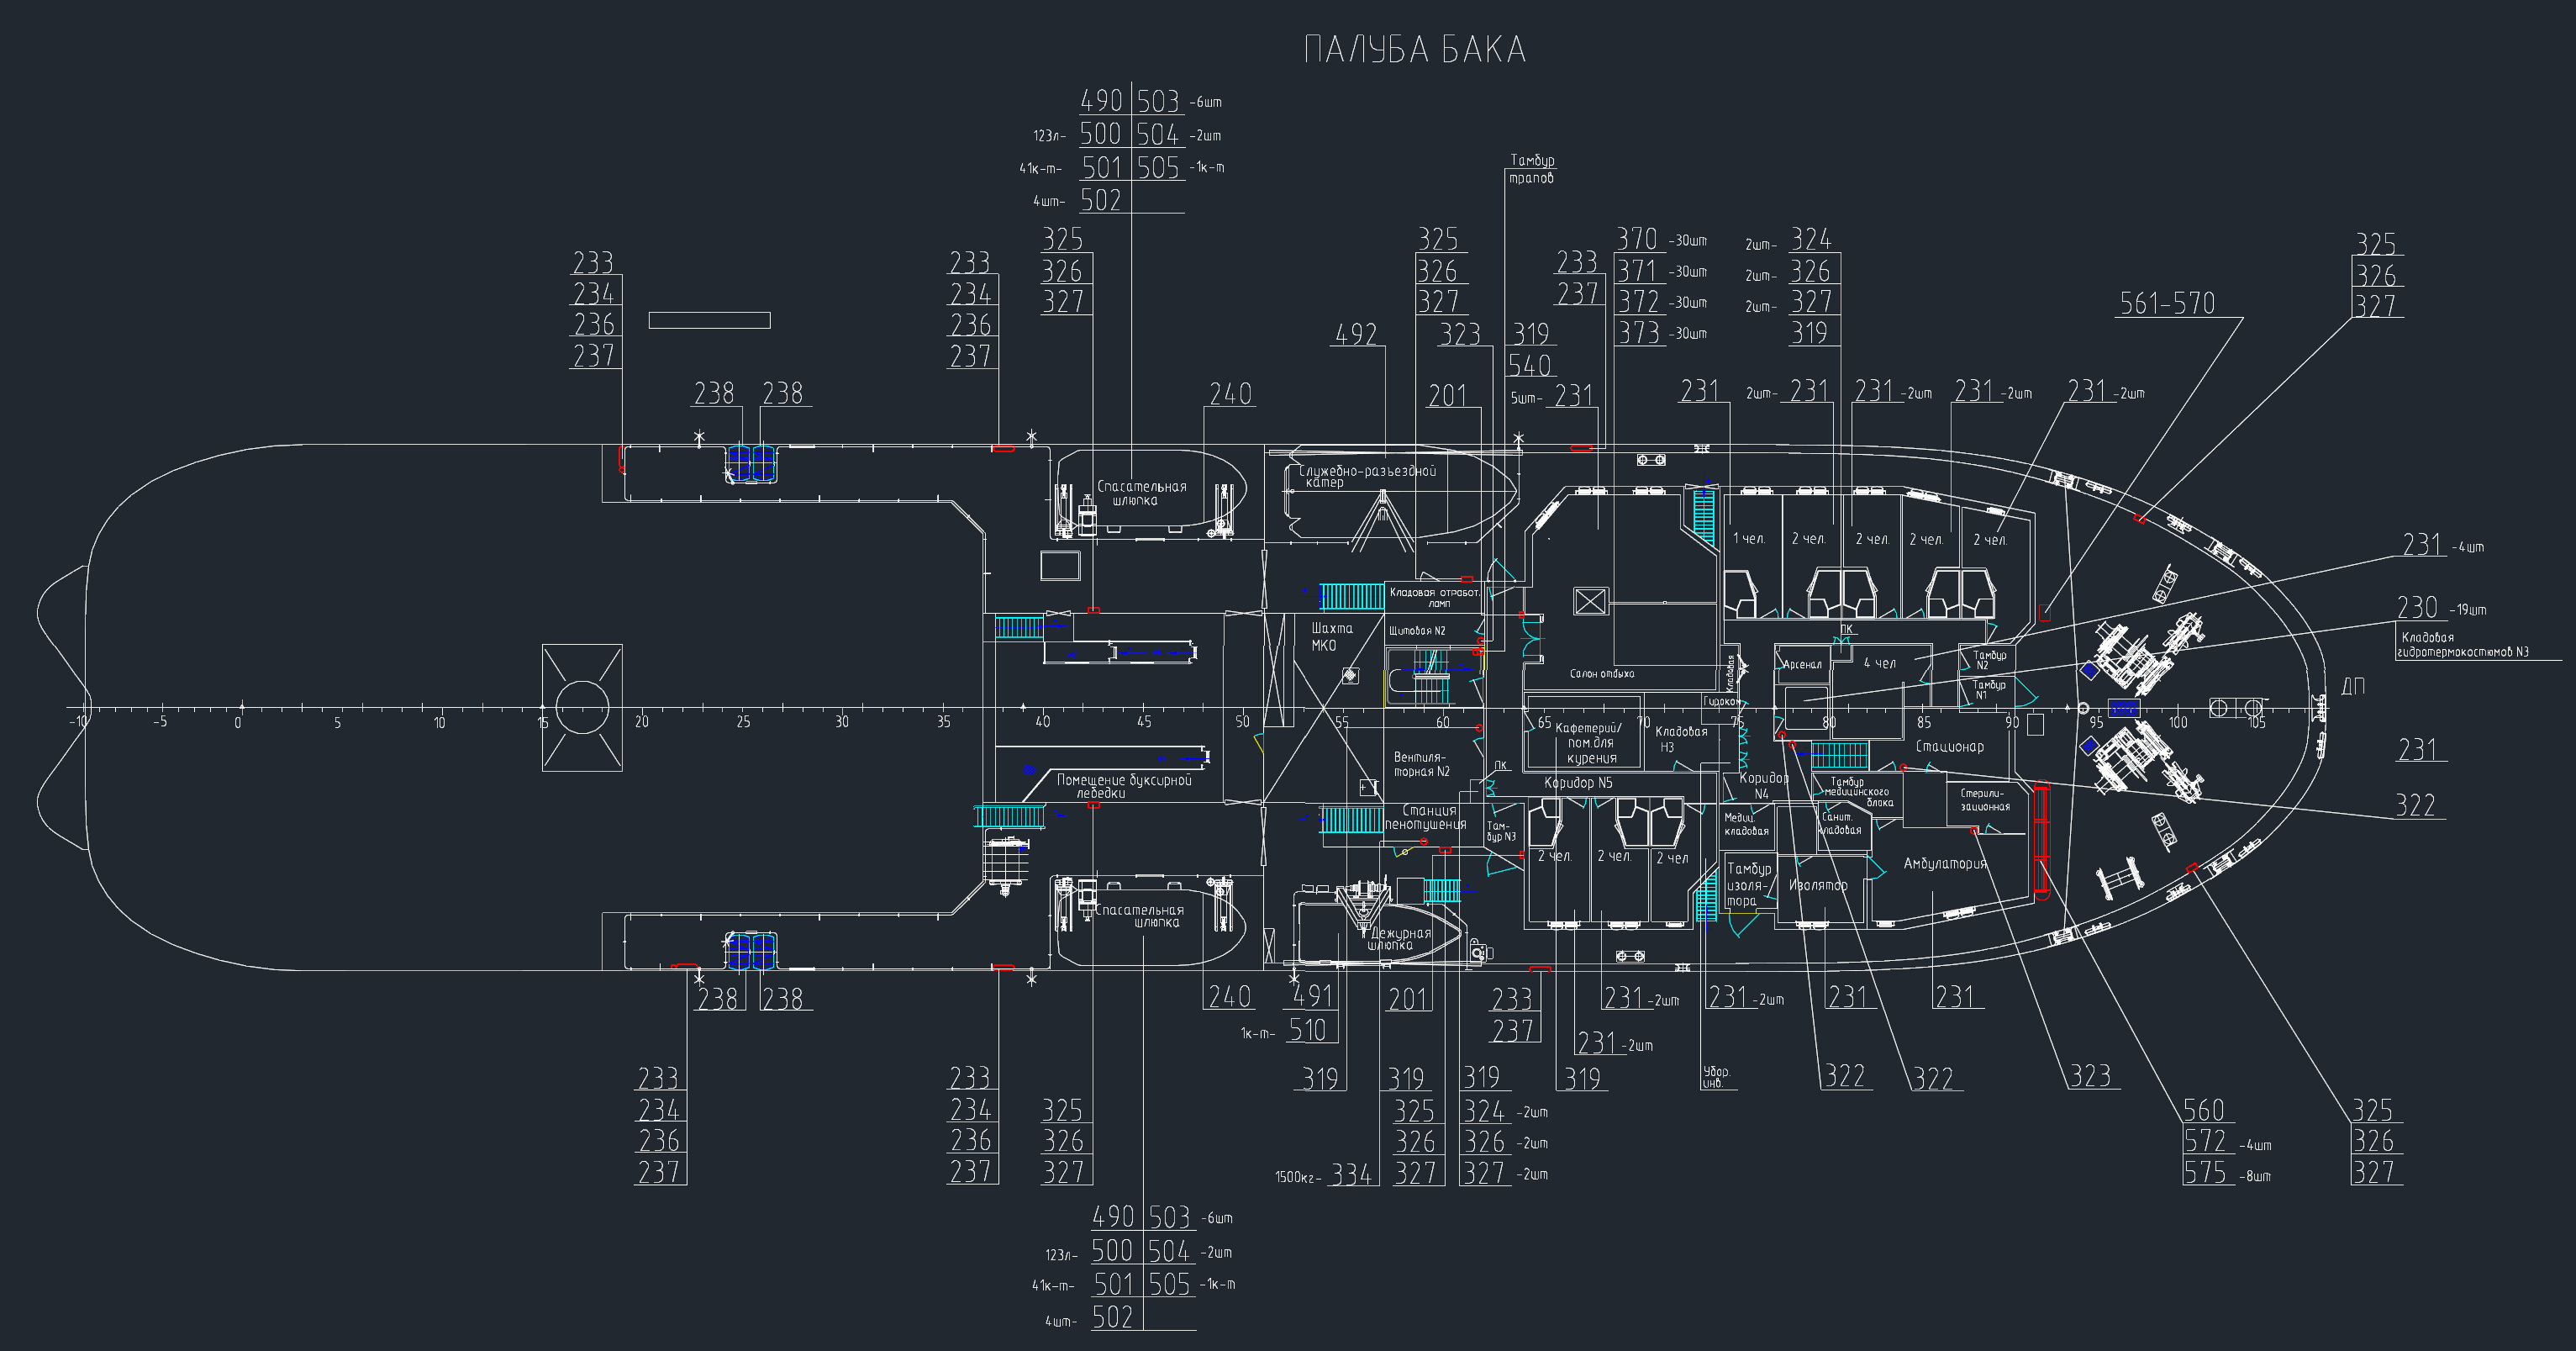 ПАЛУБА БАКА
490 503 -6шт
123л- 500 504 -2шт
41к-т- 501 505 -1к-т
4шт- 502
Тамбур
трапов
233
234
236
237
233
234
236
237
325
326
327
325
326
327
233
237
370 -30шт
371 -30шт
372 -30шт
373 -30шт
2шт- 324
2шт- 326
2шт- 327
319
325
326
327
561-570
492
323
319
540
238
238
240
201
5шт- 231
231
2шт- 231
231 -2шт
231 -2шт
231 -2шт
Спасательная
шлюпка
Служебно-разъездной
катер
1 чел.
2 чел.
2 чел.
2 чел.
2 чел.
231 -4шт
Кладовая отработ.
ламп
230 -19шт
Кладовая
гидротермокостюмов N3
Шахта
МКО
Щитовая N2
ПК
Салон отдыха
Кладовая
Арсенал
4 чел
Тамбур
N2
Тамбур
N1
ДП
Гироком
-10 -5 0 5 10 15 20 25 30 35 40 45 50 55 60 65 70 75 80 85 90 95 100 105
Кафетерий/
пом.для
курения
Кладовая
N3
Стационар
231
Вентиля-
торная N2
ПК
Помещение буксирной
лебедки
Коридор N5
Коридор
N4
Тамбур
медицинского
блока
Стерили-
зационная
322
Станция
пенотушения
Там-
бур N3
Медиц.
кладовая
Санит.
кладовая
2 чел.
2 чел.
2 чел
Тамбур
изоля-
тора
Изолятор
Амбулатория
Спасательная
шлюпка
Дежурная
шлюпка
238
238
240
491
1к-т- 510
201
233
237
231 -2шт
231 -2шт
231
231
231 -2шт
233
234
236
237
233
234
236
237
325
326
327
319
319
1500кг- 334
325
326
327
319
324 -2шт
326 -2шт
327 -2шт
319
Убор.
инв.
322
322
323
560
572 -4шт
575 -8шт
325
326
327
490 503 -6шт
123л- 500 504 -2шт
41к-т- 501 505 -1к-т
4шт- 502